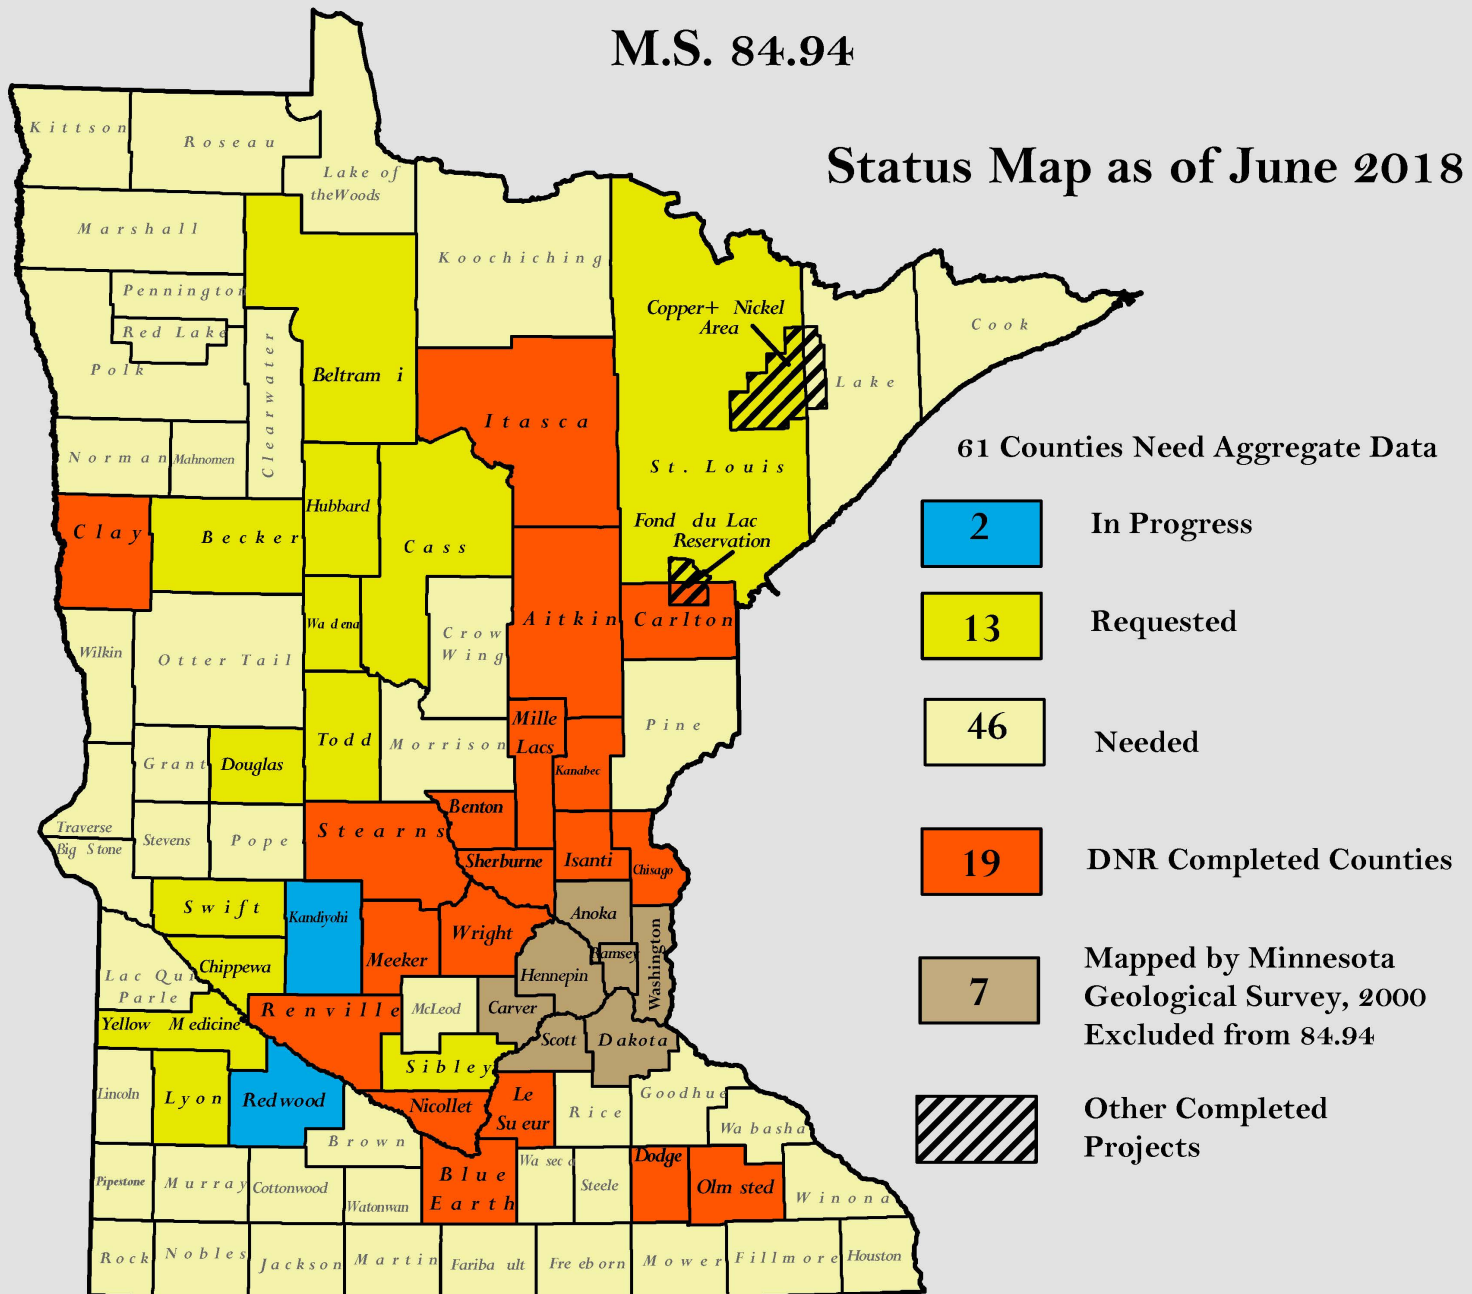 M.S. 84.94
Status Map as of June 2018
Kittson
Roseau
Lake of
theWoods
Marshall
Koochiching
Pennington
Red Lake
Polk
Clearwater
Beltrami
Itasca
Copper+ Nickel
Area
St. Louis
Lake
Cook
Norman
Mahnomen
Hubbard
Cass
Clay
Becker
Fond du Lac
Reservation
Wadena
Crow
Wing
Aitkin
Carlton
Wilkin
Otter Tail
Grant
Douglas
Todd
Morrison
Mille
Lacs
Kanabec
Pine
Traverse
Big Stone
Stevens
Pope
Stearns
Benton
Sherburne
Isanti
Chisago
Swift
Kandiyohi
Meeker
Wright
Anoka
Hennepin
Ramsey
Washington
Lac Qui
Parle
Chippewa
Yellow Medicine
Renville
McLeod
Carver
Scott
Dakota
Sibley
Lincoln
Lyon
Redwood
Brown
Nicollet
Le
Sueur
Rice
Goodhue
Wabasha
Pipestone
Murray
Cottonwood
Watonwan
Blue
Earth
Waseca
Steele
Dodge
Olmsted
Winona
Rock
Nobles
Jackson
Martin
Faribault
Freeborn
Mower
Fillmore
Houston
61 Counties Need Aggregate Data
2 In Progress
13 Requested
46 Needed
19 DNR Completed Counties
7 Mapped by Minnesota
Geological Survey, 2000
Excluded from 84.94
Other Completed
Projects